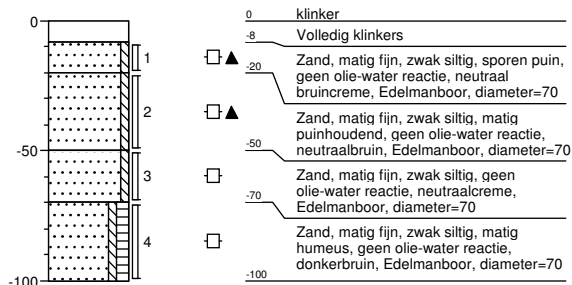 0
-50
-100
1
2
3
4
0 klinker
-8 Volledig klinkers
-20 Zand, matig fijn, zwak siltig, sporen puin,
geen olie-water reactie, neutraal
bruincreme, Edelmanboor, diameter=70
-50 Zand, matig fijn, zwak siltig, matig
puinhoudend, geen olie-water reactie,
neutraalbruin, Edelmanboor, diameter=70
-70 Zand, matig fijn, zwak siltig, geen
olie-water reactie, neutraalcreme,
Edelmanboor, diameter=70
Zand, matig fijn, zwak siltig, matig
humeus, geen olie-water reactie,
donkerbruin, Edelmanboor, diameter=70
-100